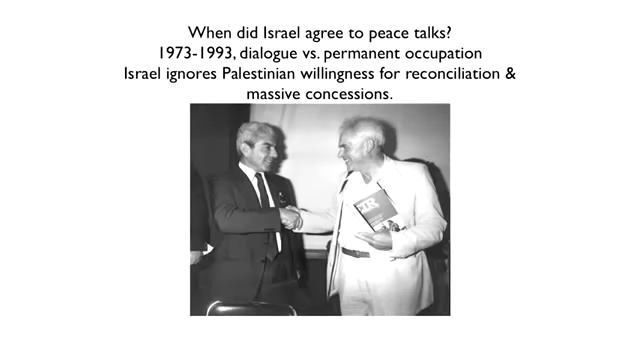 When did Israel agree to peace talks?
1973-1993, dialogue vs. permanent occupation
Israel ignores Palestinian willingness for reconciliation &
massive concessions.
EIR